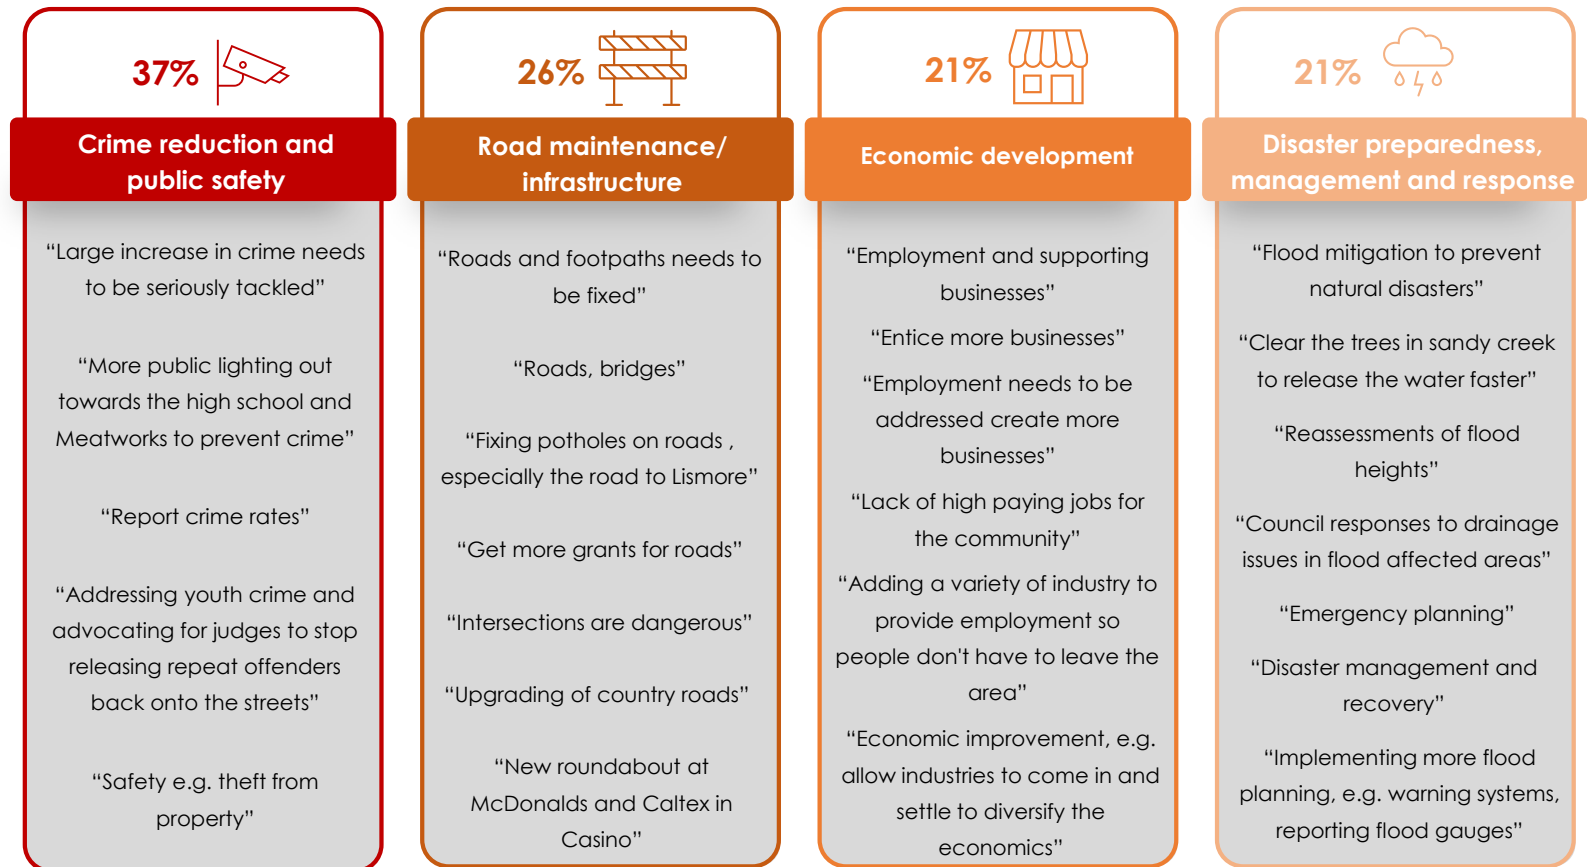 37%
Crime reduction and
public safety
“Large increase in crime needs
to be seriously tackled”
“More public lighting out
towards the high school and
Meatworks to prevent crime”
“Report crime rates”
“Addressing youth crime and
advocating for judges to stop
releasing repeat offenders
back onto the streets”
“Safety e.g. theft from
property”
26%
Road maintenance/
infrastructure
“Roads and footpaths needs to
be fixed”
“Roads, bridges”
“Fixing potholes on roads ,
especially the road to Lismore”
“Get more grants for roads”
“Intersections are dangerous”
“Upgrading of country roads”
“New roundabout at
McDonalds and Caltex in
Casino”
21%
Economic development
“Employment and supporting
businesses”
“Entice more businesses”
“Employment needs to be
addressed create more
businesses”
“Lack of high paying jobs for
the community”
“Adding a variety of industry to
provide employment so
people don't have to leave the
area”
“Economic improvement, e.g.
allow industries to come in and
settle to diversify the
economics”
21%
Disaster preparedness,
management and response
“Flood mitigation to prevent
natural disasters”
“Clear the trees in sandy creek
to release the water faster”
“Reassessments of flood
heights”
“Council responses to drainage
issues in flood affected areas”
“Emergency planning”
“Disaster management and
recovery”
“Implementing more flood
planning, e.g. warning systems,
reporting flood gauges”